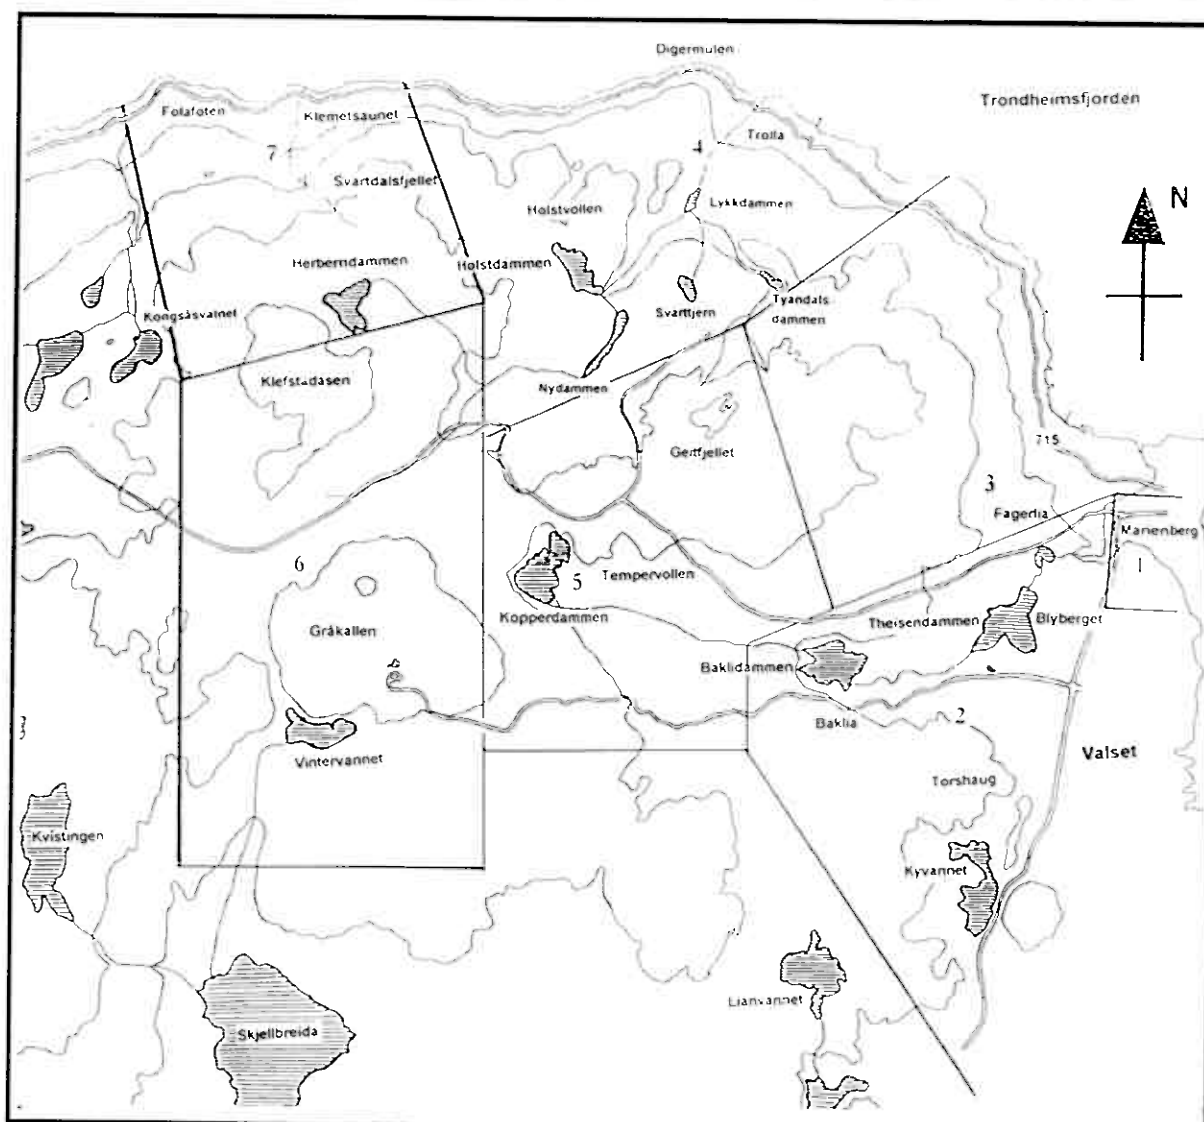 Digermulen
Trondheimsfjorden
Folafoten
Klemetsaunet
Trolla
7
4
Svartdalsfjellet
Lykkdammen
N
Holstvollen
Herberndammen
Holstdammen
Kongsåsvatnet
Svarttjern
Tyandals
dammen
Klefstadåsen
Nydammen
Geitfjellet
715
3
Fagerlia
Marienberg
6
5
Tempervollen
1
Kopperdammen
Theisendammen
Blyberget
Gråkallen
Baklidammen
2
Baklia
Vintervannet
Valset
Torshaug
Kvistingen
Kyvannet
Lianvannet
Skjellbreida